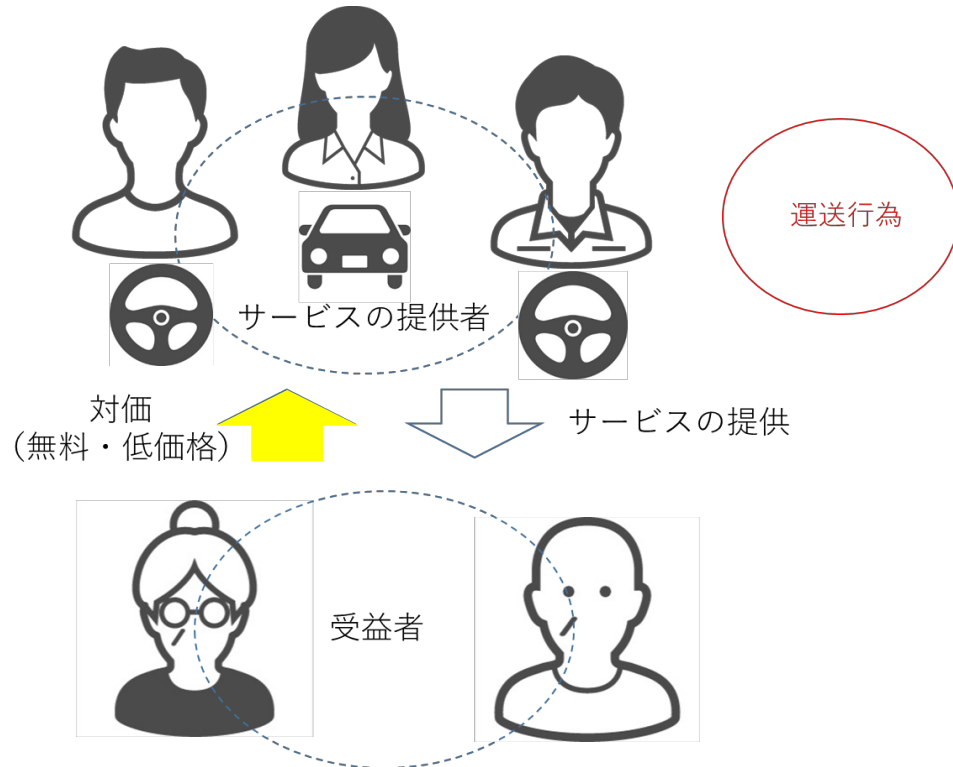 運送行為
サービスの提供者
対価
（無料・低価格）
サービスの提供
受益者